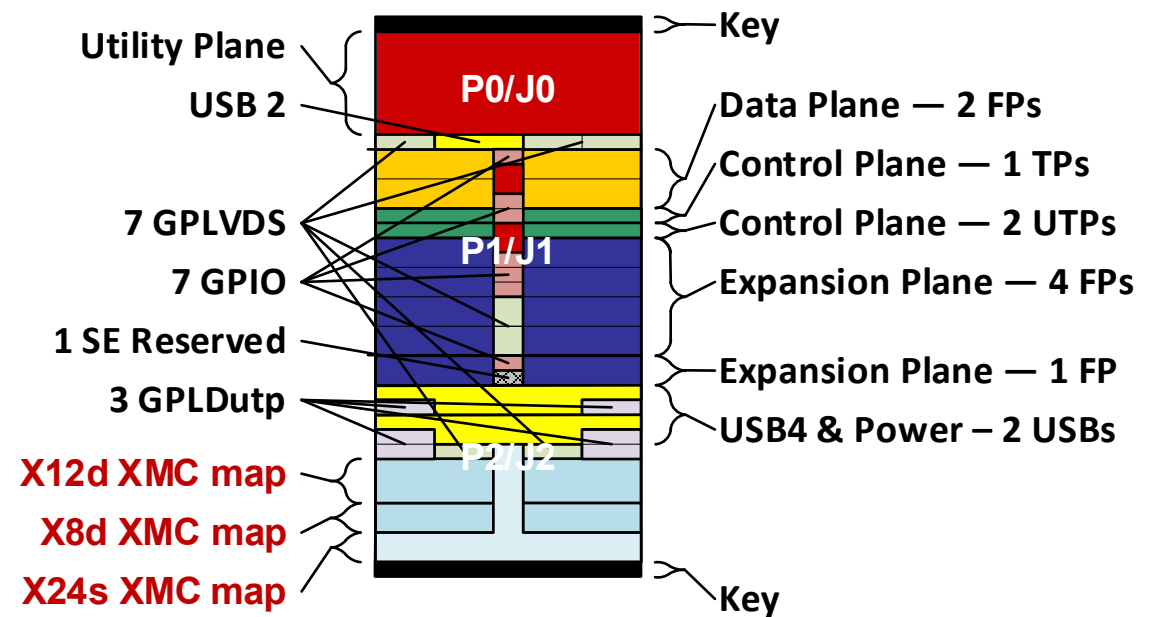 Key
Utility Plane
P0/J0
USB 2
Data Plane — 2 FPs
Control Plane — 1 TPs
7 GPLVDS
Control Plane — 2 UTPs
P1/J1
7 GPIO
Expansion Plane — 4 FPs
1 SE Reserved
Expansion Plane — 1 FP
3 GPLDutp
USB4 & Power – 2 USBs
P2/J2
X12d XMC map
X8d XMC map
X24s XMC map
Key